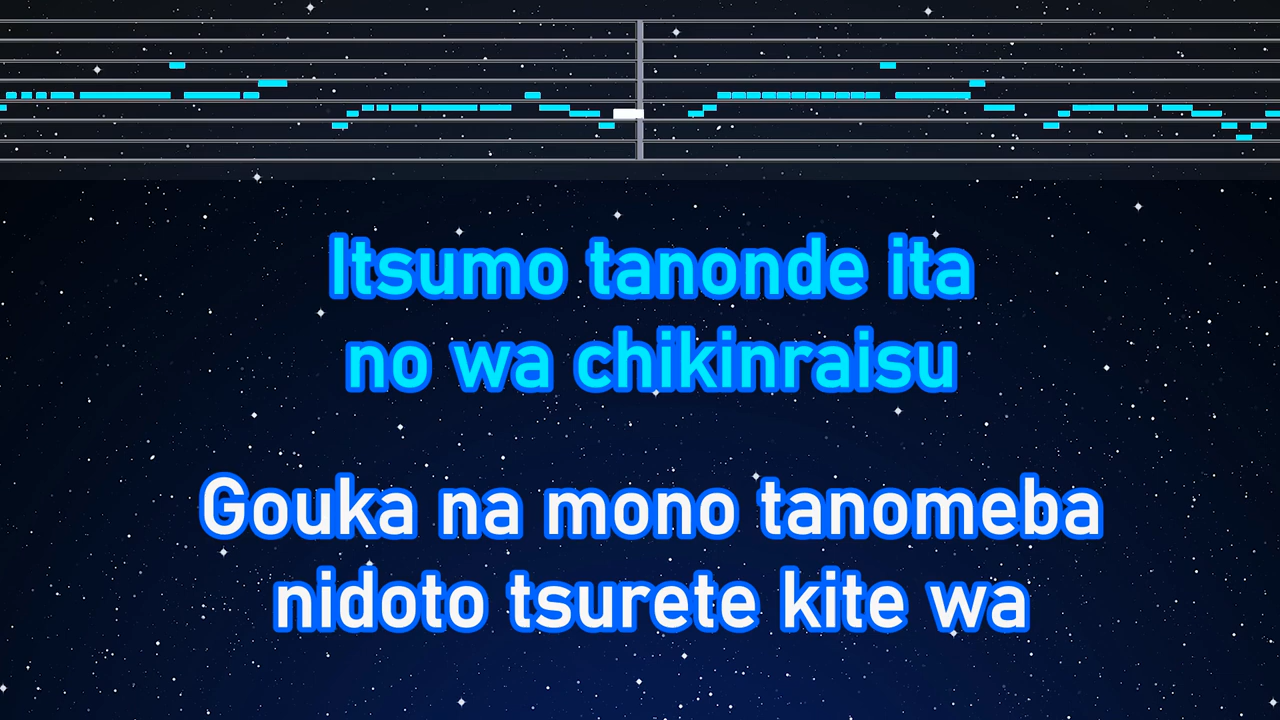 Itsumo tanonde ita
no wa chikinraisu
Gouka na mono tanomeba
nidoto tsurete kite wa